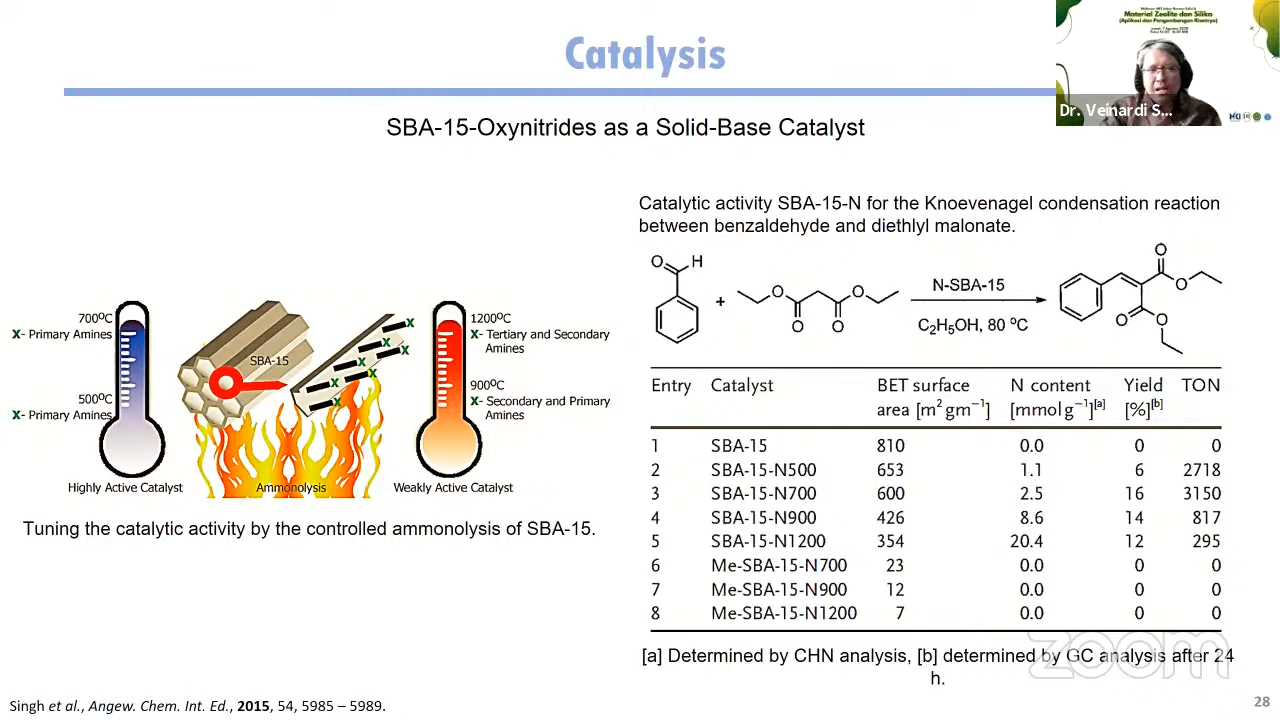 Catalysis
Material Zeolite dan Silika
(Aplikasi dan Pengembangan Risetnya)
Dr. Veinardi S...
SBA-15-Oxynitrides as a Solid-Base Catalyst
700⁰C
X- Primary Amines
500⁰C
X- Primary Amines
Highly Active Catalyst
SBA-15
X
X
X
X
X
X
X
Ammonolysis
1200⁰C
X- Tertiary and Secondary
Amines
900⁰C
X- Secondary and Primary
Amines
Weakly Active Catalyst
Tuning the catalytic activity by the controlled ammonolysis of SBA-15.
Catalytic activity SBA-15-N for the Knoevenagel condensation reaction
between benzaldehyde and diethlyl malonate.
O H
+
O O
O O
N-SBA-15
C₂H₅OH, 80 ⁰C
O
O
O O
Entry Catalyst BET surface N content Yield TON
area [m² gm⁻¹] [mmol g⁻¹][a] [%][b]
1 SBA-15 810 0.0 0 0
2 SBA-15-N500 653 1.1 6 2718
3 SBA-15-N700 600 2.5 16 3150
4 SBA-15-N900 426 8.6 14 817
5 SBA-15-N1200 354 20.4 12 295
6 Me-SBA-15-N700 23 0.0 0 0
7 Me-SBA-15-N900 12 0.0 0 0
8 Me-SBA-15-N1200 7 0.0 0 0
[a] Determined by CHN analysis, [b] determined by GC analysis after 24
h.
zoom
Singh et al., Angew. Chem. Int. Ed., 2015, 54, 5985 – 5989.
28